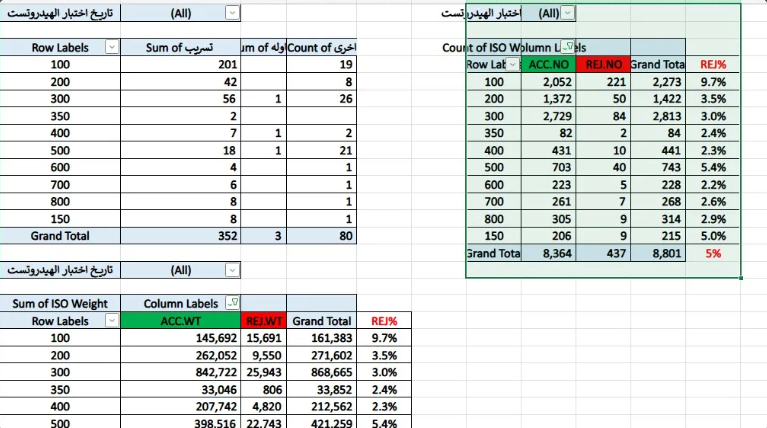 تاريخ اختبار الهيدروتست (All)
Row Labels Sum of تسريب um of اوله Count of اخرى
100 201 19
200 42 8
300 56 1 26
350 2
400 7 1 2
500 18 1 21
600 4 1
700 6 1
800 8 1
150 8 1
Grand Total 352 3 80
اختبار الهيدروتست (All)
Count of ISO W olumn L els
Row Lab ACC.NO REJ.NO Grand Tota REJ%
100 2,052 221 2,273 9.7%
200 1,372 50 1,422 3.5%
300 2,729 84 2,813 3.0%
350 82 2 84 2.4%
400 431 10 441 2.3%
500 703 40 743 5.4%
600 223 5 228 2.2%
700 261 7 268 2.6%
800 305 9 314 2.9%
150 206 9 215 5.0%
Grand Tota 8,364 437 8,801 5%
تاريخ اختبار الهيدروتست (All)
Sum of ISO Weight Column Labels
Row Labels ACC.WT REJ.WT Grand Total REJ%
100 145,692 15,691 161,383 9.7%
200 262,052 9,550 271,602 3.5%
300 842,722 25,943 868,665 3.0%
350 33,046 806 33,852 2.4%
400 207,742 4,820 212,562 2.3%
500 398,516 22,743 421,259 5.4%